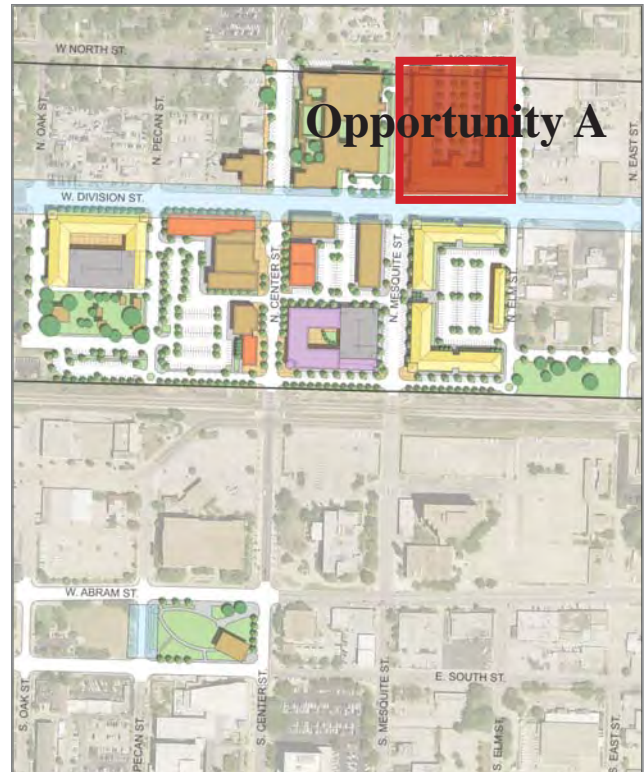 W NORTH ST.
Opportunity A
N. OAK ST.
N. PECAN ST.
N. EAST ST.
W. DIVISION ST.
N. CENTER ST.
N. MESQUITE ST.
N. ELM ST.
W. ABRAM ST.
E. SOUTH ST.
S. OAK ST.
PECAN ST.
S. CENTER ST.
S. MESQUITE ST.
S. ELM ST.
S. EAST ST.